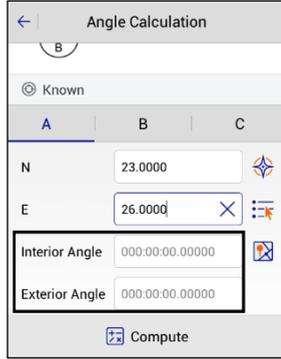 Angle Calculation
B
Known
A B C
N 23.0000
E 26.0000
Interior Angle 000:00:00.00000
Exterior Angle 000:00:00.00000
Compute